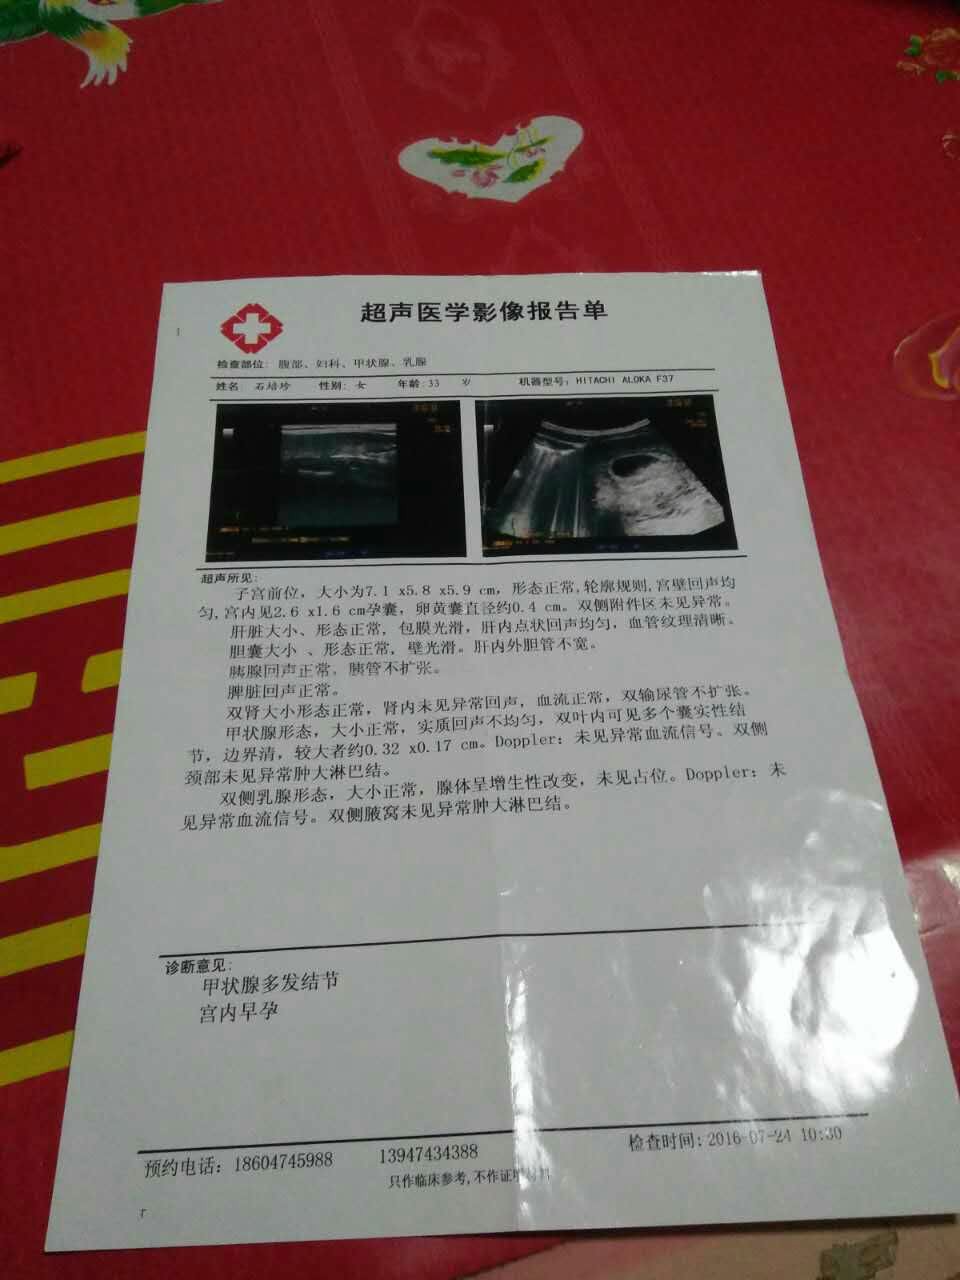 超声医学影像报告单
检查部位: 腹部、妇科、甲状腺、乳腺
姓名: 石培珍 性别: 女 年龄:33 岁 机器型号: HITACHI ALOKA F37
超声所见:
子宫前位，大小为7.1 x5.8 x5.9 cm，形态正常,轮廓规则,宫壁回声均
匀,宫内见2.6 x1.6 cm孕囊，卵黄囊直径约0.4 cm。双侧附件区未见异常。
肝脏大小、形态正常，包膜光滑，肝内点状回声均匀，血管纹理清晰。
胆囊大小 、形态正常，壁光滑。肝内外胆管不宽。
胰腺回声正常，胰管不扩张。
脾脏回声正常。
双肾大小形态正常，肾内未见异常回声，血流正常，双输尿管不扩张。
甲状腺形态，大小正常，实质回声不均匀，双叶内可见多个囊实性结
节，边界清，较大者约0.32 x0.17 cm。Doppler：未见异常血流信号。双侧
颈部未见异常肿大淋巴结。
双侧乳腺形态，大小正常，腺体呈增生性改变，未见占位。Doppler：未
见异常血流信号。双侧腋窝未见异常肿大淋巴结。
诊断意见:
甲状腺多发结节
宫内早孕
预约电话：18604745988 13947434388 检查时间: 2016-07-24 10:30
只作临床参考,不作证明材料